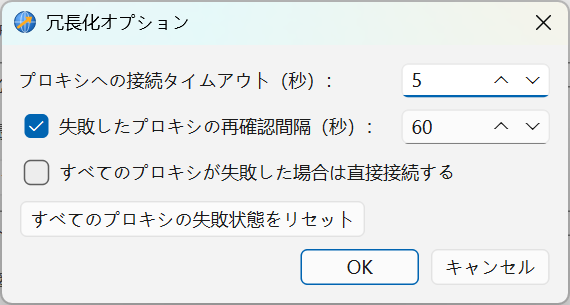 冗長化オプション
プロキシへの接続タイムアウト（秒）： 5
失敗したプロキシの再確認間隔（秒）： 60
すべてのプロキシが失敗した場合は直接接続する
すべてのプロキシの失敗状態をリセット
OK キャンセル